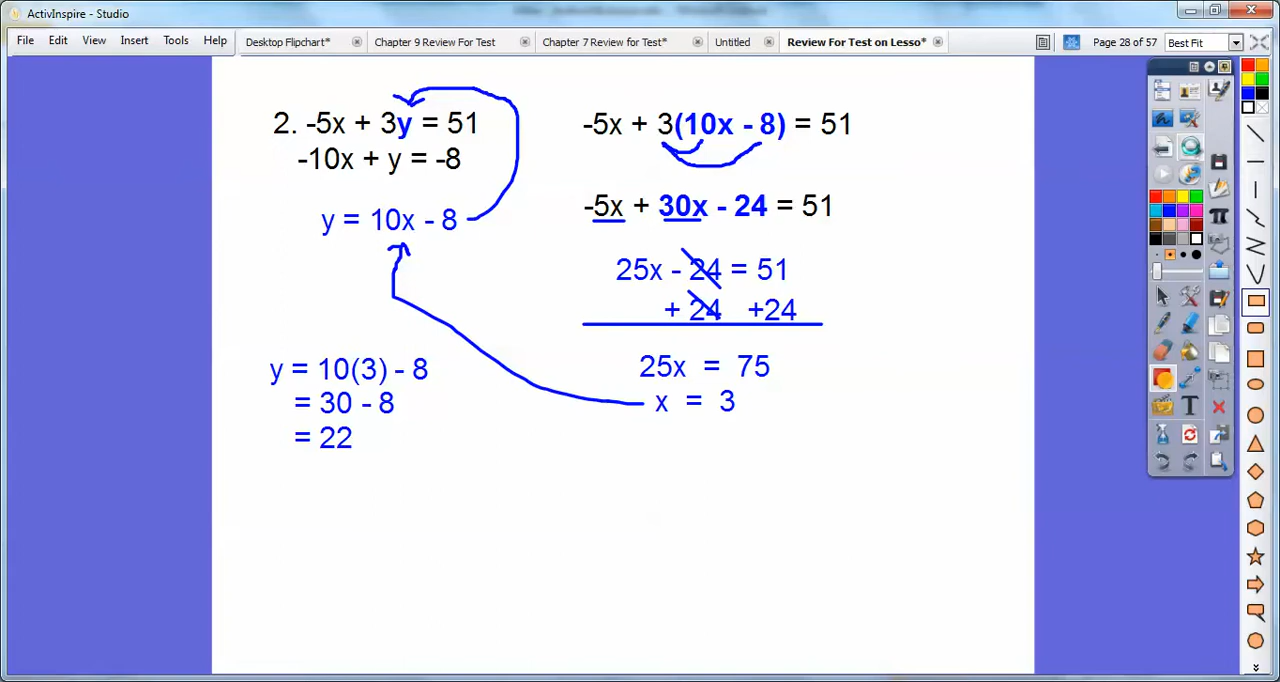 ActivInspire - Studio
File Edit View Insert Tools Help
Desktop Flipchart* Chapter 9 Review For Test Chapter 7 Review for Test* Untitled Review For Test on Lesso* Page 28 of 57 Best Fit
2. -5x + 3y = 51
-10x + y = -8
y = 10x - 8
y = 10(3) - 8
= 30 - 8
= 22
-5x + 3(10x - 8) = 51
-5x + 30x - 24 = 51
25x - 24 = 51
+ 24 +24
25x = 75
x = 3